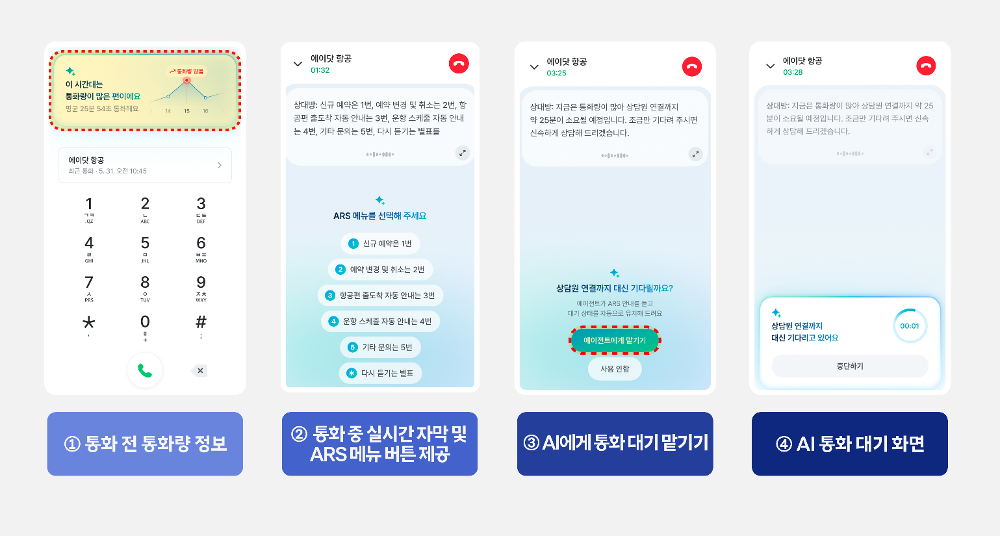 이 시간대는
통화량이 많은 편이에요
평균 25분 54초 통화해요
통화량 많음
14 15 16
에이닷 항공
최근 통화 · 5. 31. 오전 10:45
1 2 3
ㄱㅋ ㄴ ㄷㅌ
.QZ ABC DEF
4 5 6
ㄹ ㅁ ㅂㅍ
GHI JKL MNO
7 8 9
ㅅ ㅇ ㅈㅊ
PRS TUV WXY
* 0 #
, ㅎ ;
+
① 통화 전 통화량 정보
에이닷 항공
01:32
상대방: 신규 예약은 1번, 예약 변경 및 취소는 2번, 항
공편 출도착 자동 안내는 3번, 운항 스케줄 자동 안내
는 4번, 기타 문의는 5번, 다시 듣기는 별표를
ARS 메뉴를 선택해 주세요
1 신규 예약은 1번
2 예약 변경 및 취소는 2번
3 항공편 출도착 자동 안내는 3번
4 운항 스케줄 자동 안내는 4번
5 기타 문의는 5번
* 다시 듣기는 별표
② 통화 중 실시간 자막 및
ARS 메뉴 버튼 제공
에이닷 항공
03:25
상대방: 지금은 통화량이 많아 상담원 연결까지
약 25분이 소요될 예정입니다. 조금만 기다려 주시면
신속하게 상담해 드리겠습니다.
상담원 연결까지 대신 기다릴까요?
에이전트가 ARS 안내를 듣고
대기 상태를 자동으로 유지해 드려요
에이전트에게 맡기기
사용 안함
③ AI에게 통화 대기 맡기기
에이닷 항공
03:28
상대방: 지금은 통화량이 많아 상담원 연결까지 약 25
분이 소요될 예정입니다. 조금만 기다려 주시면 신속
하게 상담해 드리겠습니다.
상담원 연결까지
대신 기다리고 있어요
00:01
중단하기
④ AI 통화 대기 화면